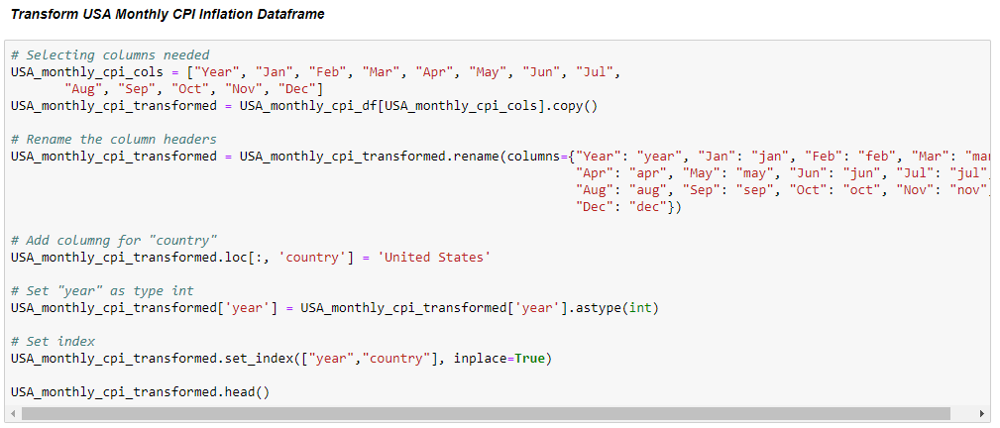 Transform USA Monthly CPI Inflation Dataframe
# Selecting columns needed
USA_monthly_cpi_cols = ["Year", "Jan", "Feb", "Mar", "Apr", "May", "Jun", "Jul",
"Aug", "Sep", "Oct", "Nov", "Dec"]
USA_monthly_cpi_transformed = USA_monthly_cpi_df[USA_monthly_cpi_cols].copy()
# Rename the column headers
USA_monthly_cpi_transformed = USA_monthly_cpi_transformed.rename(columns={"Year": "year", "Jan": "jan", "Feb": "feb", "Mar": "mar
"Apr": "apr", "May": "may", "Jun": "jun", "Jul": "jul",
"Aug": "aug", "Sep": "sep", "Oct": "oct", "Nov": "nov",
"Dec": "dec"})
# Add columng for "country"
USA_monthly_cpi_transformed.loc[:, 'country'] = 'United States'
# Set "year" as type int
USA_monthly_cpi_transformed['year'] = USA_monthly_cpi_transformed['year'].astype(int)
# Set index
USA_monthly_cpi_transformed.set_index(["year","country"], inplace=True)
USA_monthly_cpi_transformed.head()